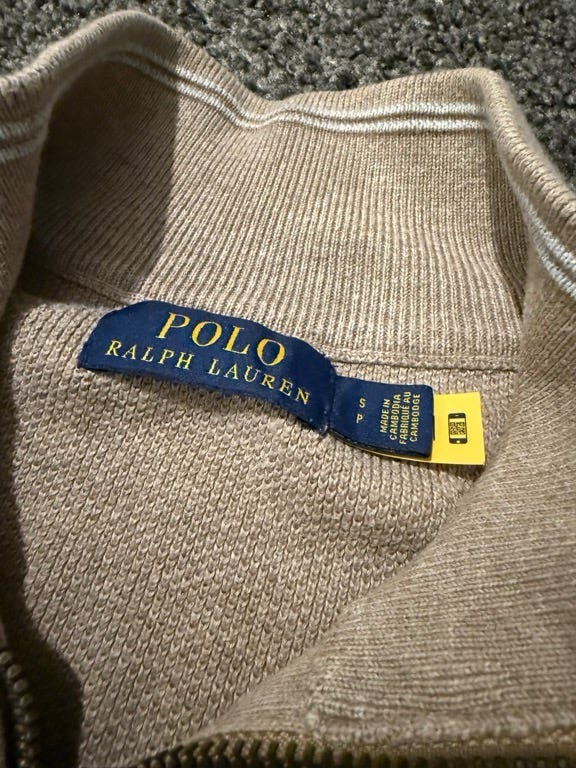 POLO
RALPH LAUREN
S
P
MADE IN
CAMBODIA
FABRIQUÉ AU
CAMBODGE